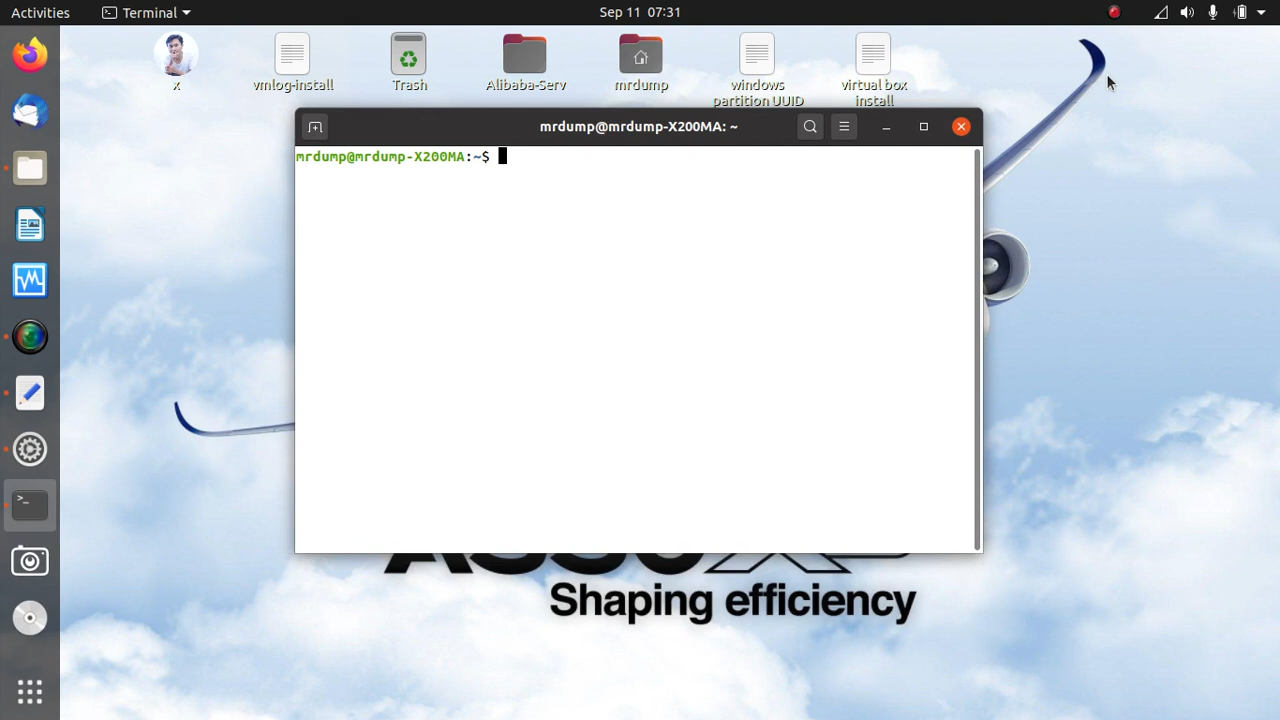 Activities
Terminal
Sep 11 07:31
x
vmlog-install
Trash
Alibaba-Serv
mrdump
windows
partition UUID
virtual box
install
mrdump@mrdump-X200MA: ~
mrdump@mrdump-X200MA:~$
>_
Shaping efficiency